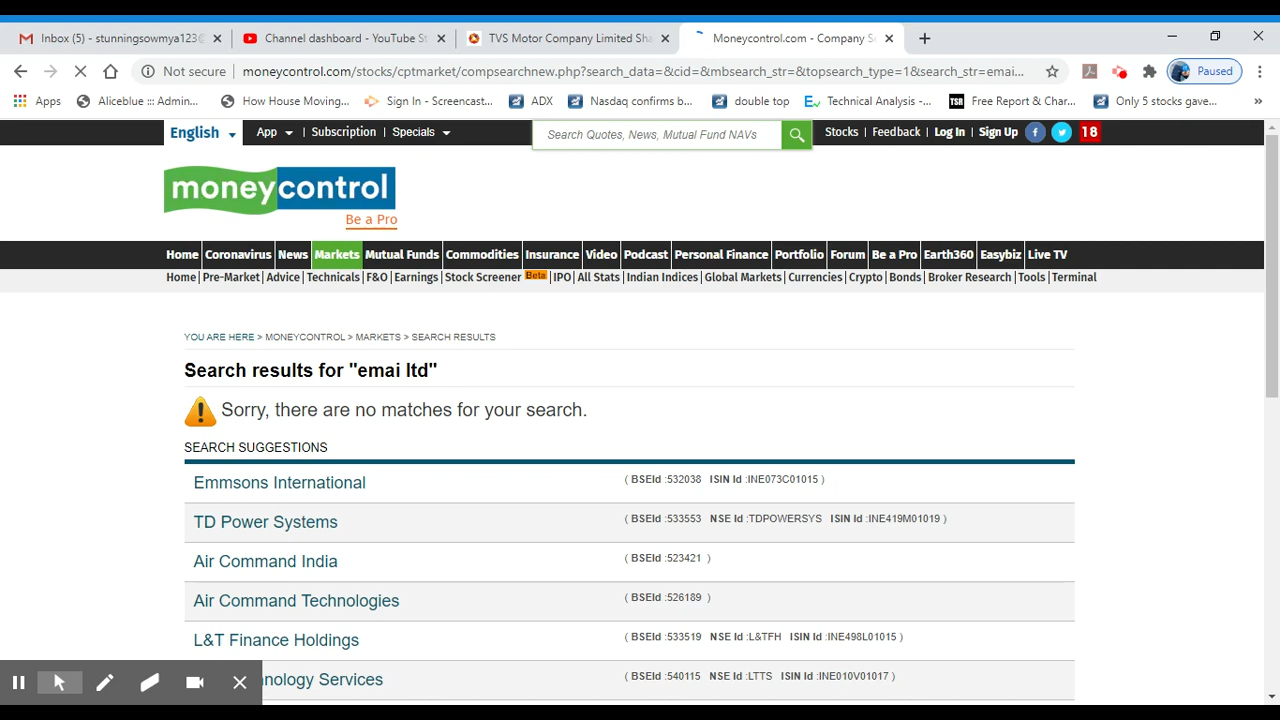 Inbox (5) - stunningsowmya123@
Channel dashboard - YouTube St
TVS Motor Company Limited Sha
Moneycontrol.com - Company Se
Not secure
moneycontrol.com/stocks/cptmarket/compsearchnew.php?search_data=&cid=&mbsearch_str=&topsearch_type=1&search_str=emai...
Paused
Apps
Aliceblue ::: Admin...
How House Moving...
Sign In - Screencast...
ADX
Nasdaq confirms b...
double top
Technical Analysis -...
TSR
Free Report & Char...
Only 5 stocks gave...
English
App
Subscription
Specials
Search Quotes, News, Mutual Fund NAVs
Stocks
Feedback
Log In
Sign Up
18
moneycontrol
Be a Pro
Home Coronavirus News Markets Mutual Funds Commodities Insurance Video Podcast Personal Finance Portfolio Forum Be a Pro Earth360 Easybiz Live TV
Home Pre-Market Advice Technicals F&O Earnings Stock Screener Beta IPO All Stats Indian Indices Global Markets Currencies Crypto Bonds Broker Research Tools Terminal
YOU ARE HERE > MONEYCONTROL > MARKETS > SEARCH RESULTS
Search results for "emai ltd"
Sorry, there are no matches for your search.
SEARCH SUGGESTIONS
Emmsons International ( BSEId :532038 ISIN Id :INE073C01015 )
TD Power Systems ( BSEId :533553 NSE Id :TDPOWERSYS ISIN Id :INE419M01019 )
Air Command India ( BSEId :523421 )
Air Command Technologies ( BSEId :526189 )
L&T Finance Holdings ( BSEId :533519 NSE Id :L&TFH ISIN Id :INE498L01015 )
nology Services ( BSEId :540115 NSE Id :LTTS ISIN Id :INE010V01017 )